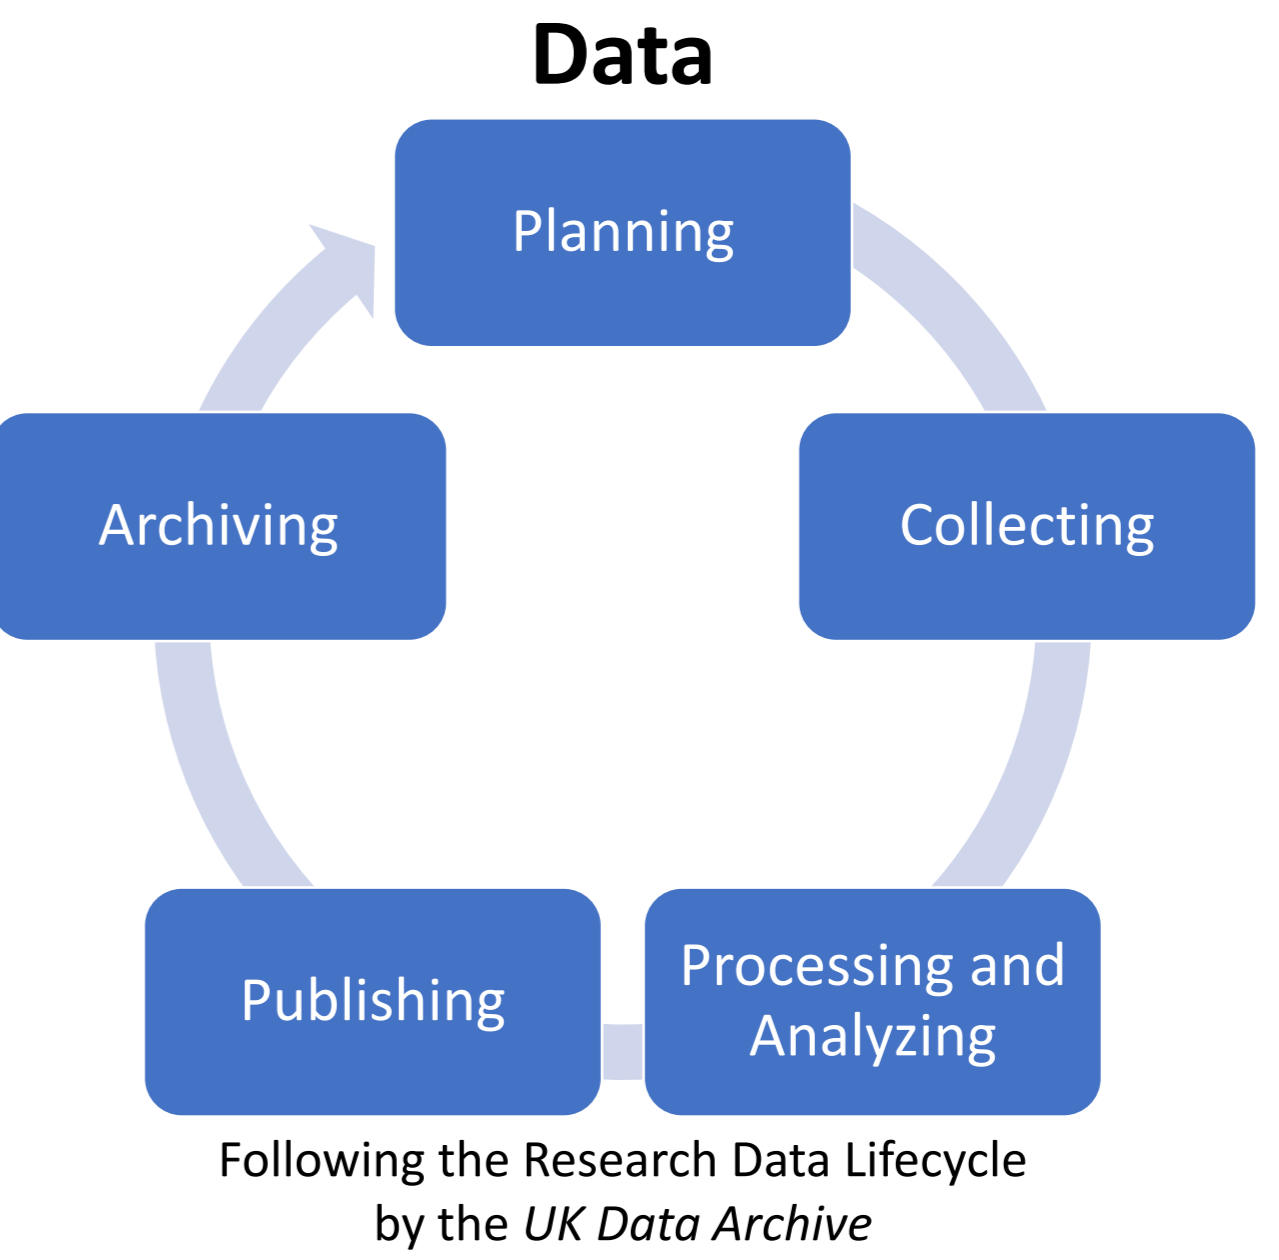 Data
Planning
Archiving
Collecting
Publishing
Processing and
Analyzing
Following the Research Data Lifecycle
by the UK Data Archive